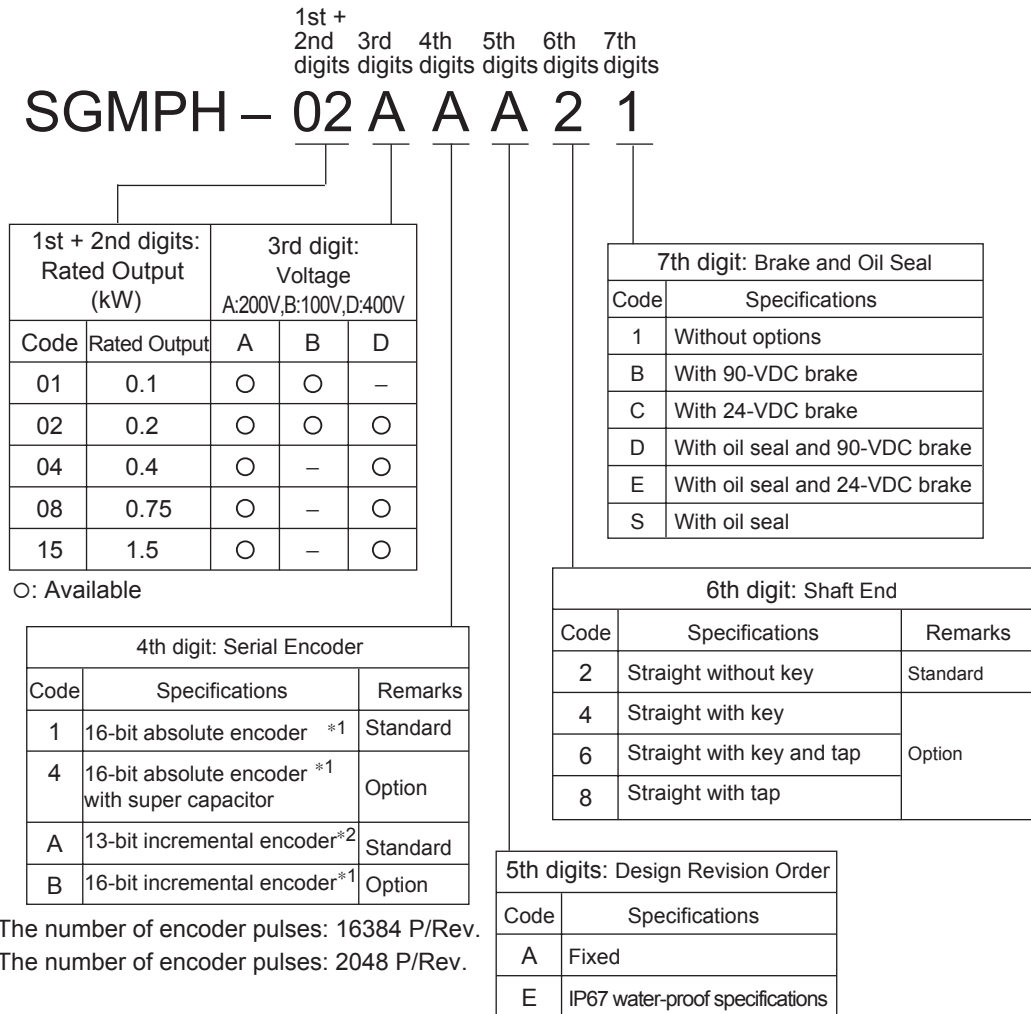 1st +
2nd 3rd 4th 5th 6th 7th
digits digits digits digits digits digits
SGMPH – 02 A A A 2 1
1st + 2nd digits:
Rated Output
(kW)
3rd digit:
Voltage
A:200V,B:100V,D:400V
Code Rated Output A B D
01 0.1 ○ ○ –
02 0.2 ○ ○ ○
04 0.4 ○ – ○
08 0.75 ○ – ○
15 1.5 ○ – ○
○: Available
7th digit: Brake and Oil Seal
Code Specifications
1 Without options
B With 90-VDC brake
C With 24-VDC brake
D With oil seal and 90-VDC brake
E With oil seal and 24-VDC brake
S With oil seal
6th digit: Shaft End
Code Specifications Remarks
2 Straight without key Standard
4 Straight with key
6 Straight with key and tap Option
8 Straight with tap
4th digit: Serial Encoder
Code Specifications Remarks
1 16-bit absolute encoder *1 Standard
4 16-bit absolute encoder *1
with super capacitor Option
A 13-bit incremental encoder*2 Standard
B 16-bit incremental encoder*1 Option
The number of encoder pulses: 16384 P/Rev.
The number of encoder pulses: 2048 P/Rev.
5th digits: Design Revision Order
Code Specifications
A Fixed
E IP67 water-proof specifications